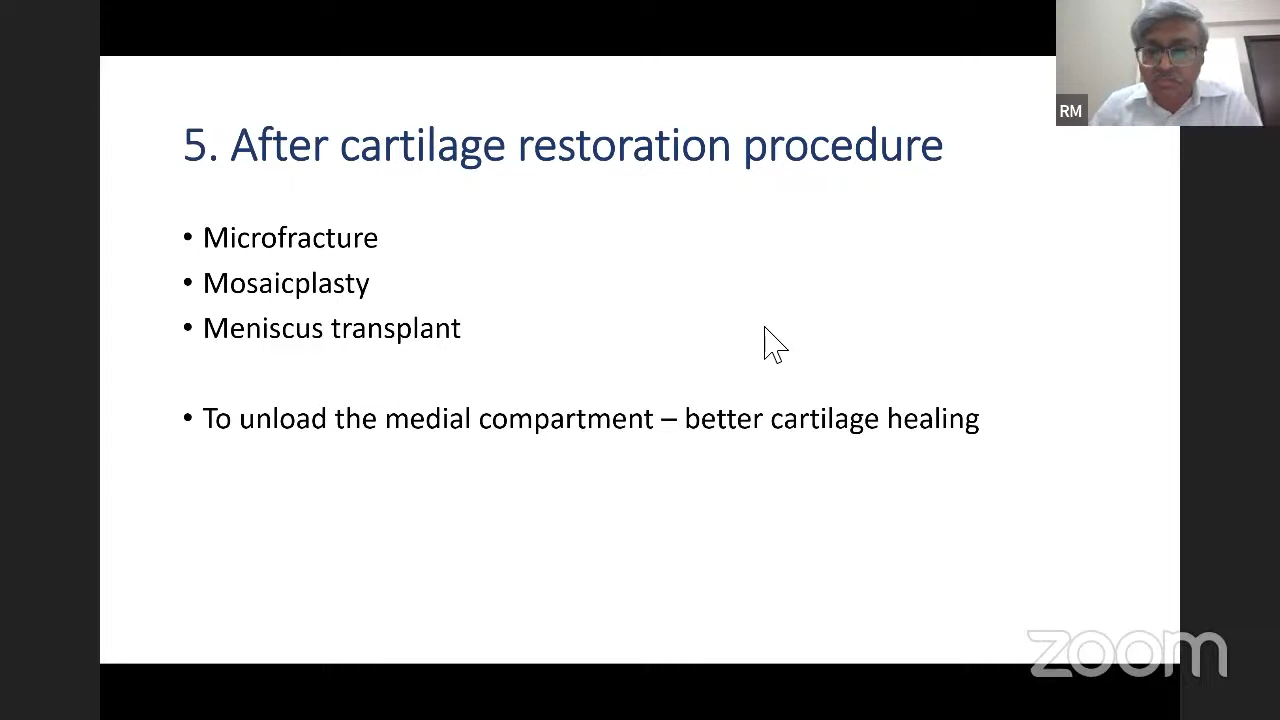 RM
5. After cartilage restoration procedure
• Microfracture
• Mosaicplasty
• Meniscus transplant
• To unload the medial compartment – better cartilage healing
zoom